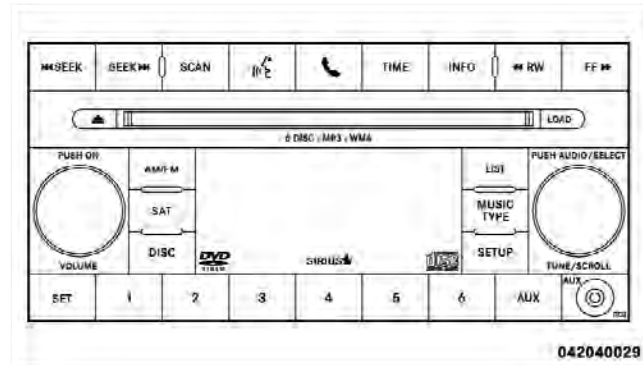 ⏮SEEK SEEK⏭ SCAN TIME INFO ◀◀ RW FF ▶▶
LOAD
6 DISC / MP3 / WMA
PUSH ON AM/FM LIST PUSH AUDIO/SELECT
SAT MUSIC
TYPE
DISC DVD SIRIUS disc SETUP
VOLUME TUNE/SCROLL
SET 1 2 3 4 5 6 AUX AUX
042040029